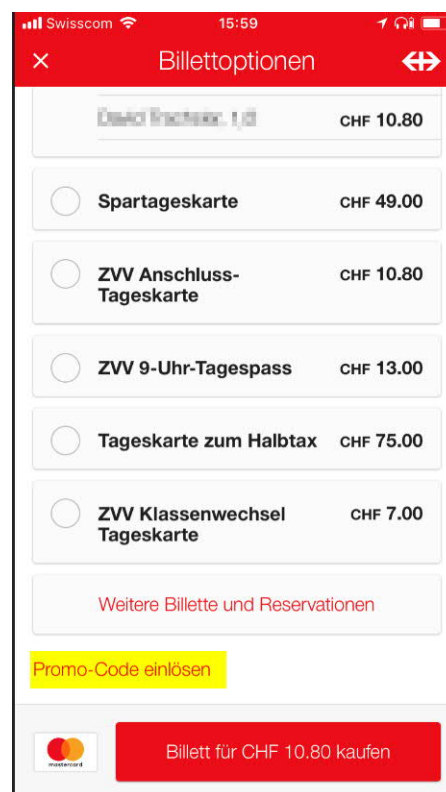 Swisscom 15:59
Billettoptionen
CHF 10.80
Spartageskarte CHF 49.00
ZVV Anschluss- CHF 10.80
Tageskarte
ZVV 9-Uhr-Tagespass CHF 13.00
Tageskarte zum Halbtax CHF 75.00
ZVV Klassenwechsel CHF 7.00
Tageskarte
Weitere Billette und Reservationen
Promo-Code einlösen
mastercard
Billett für CHF 10.80 kaufen